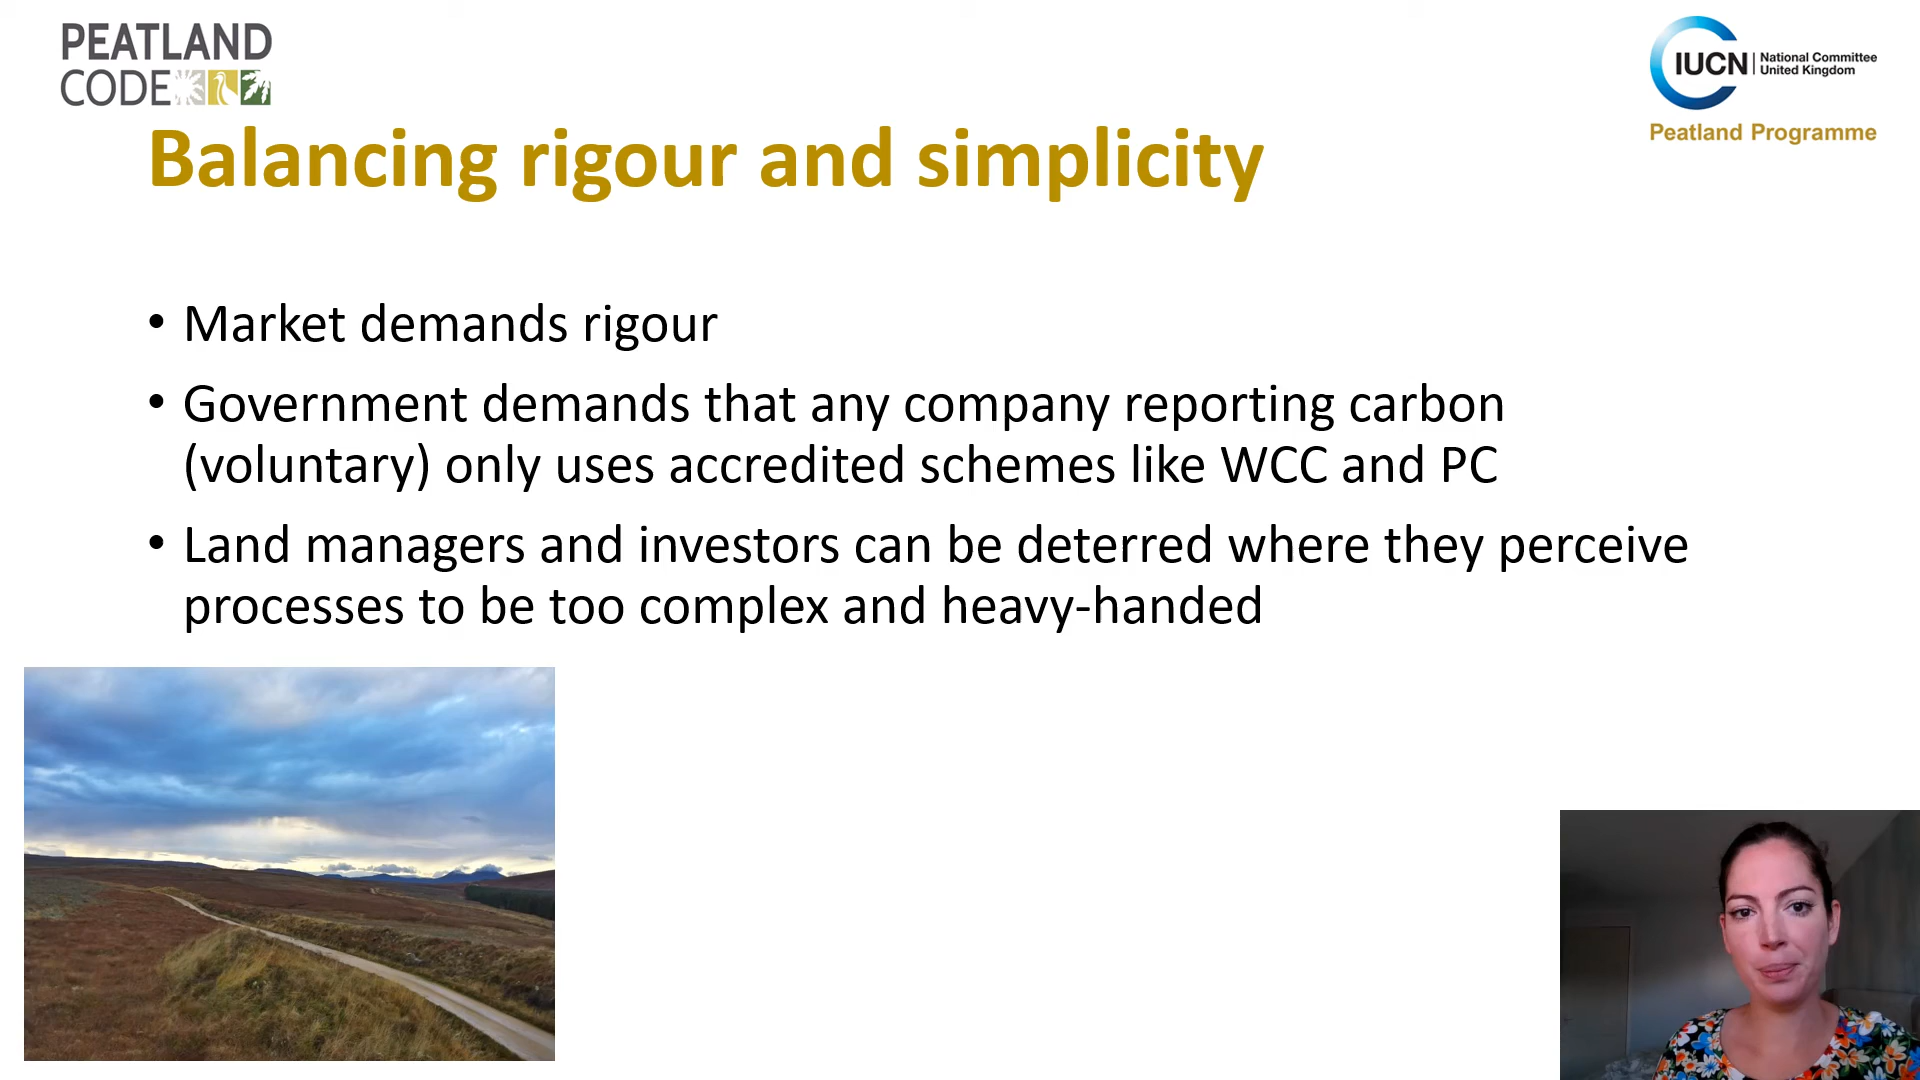 PEATLAND
CODE
IUCN
National Committee
United Kingdom
Peatland Programme
Balancing rigour and simplicity
• Market demands rigour
• Government demands that any company reporting carbon
(voluntary) only uses accredited schemes like WCC and PC
• Land managers and investors can be deterred where they perceive
processes to be too complex and heavy-handed